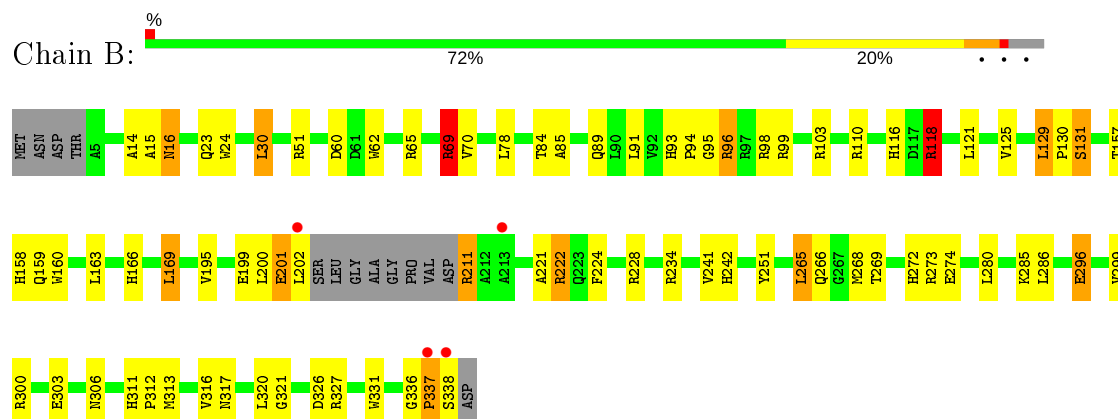 %
Chain B:
72% 20% • • •
MET ASN ASP THR A5 A14 A15 N16 Q23 W24 L30 R51 D60 D61 W62 R65 R69 V70 L78 T84 A85 Q89 L90 L91 V92 H93 P94 G95 R96 R97 R98 R99 R103 R110 H116 D117 R118 L121 V125 L129 P130 S131 T157
H158 Q159 W160 L163 H166 L169 V195 E199 L200 E201 L202 SER LEU GLY ALA GLY PRO VAL ASP R211 A212 A213 A221 R222 Q223 F224 R228 R234 V241 H242 Y251 L265 Q266 G267 M268 T269 H272 R273 E274 L280 K285 L286 E296
R300 E303 N306 H311 P312 M313 V316 N317 L320 G321 D326 R327 W331 G336 P337 S338 ASP